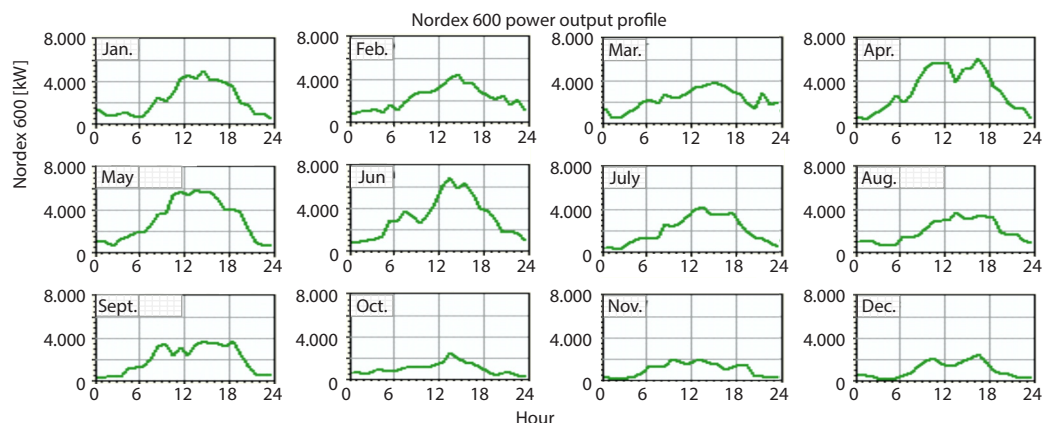 Nordex 600 power output profile
Nordex 600 [kW]
8.000 Jan. 8.000 Feb. 8.000 Mar. 8.000 Apr.
4.000 4.000 4.000 4.000
0 0 0 0
0 6 12 18 24 0 6 12 18 24 0 6 12 18 24 0 6 12 18 24
8.000 May 8.000 Jun 8.000 July 8.000 Aug.
4.000 4.000 4.000 4.000
0 0 0 0
0 6 12 18 24 0 6 12 18 24 0 6 12 18 24 0 6 12 18 24
8.000 Sept. 8.000 Oct. 8.000 Nov. 8.000 Dec.
4.000 4.000 4.000 4.000
0 0 0 0
0 6 12 18 24 0 6 12 18 24 0 6 12 18 24 0 6 12 18 24
Hour